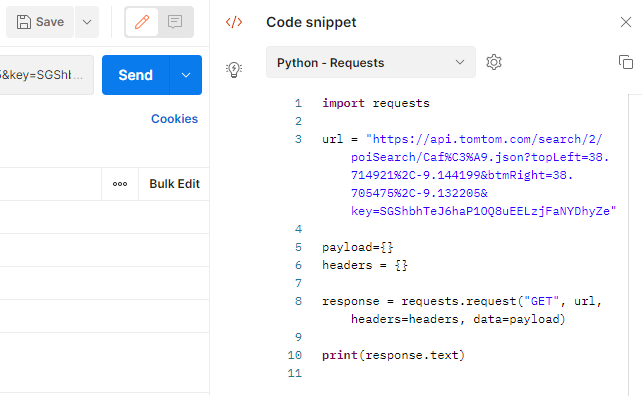 Save
</> Code snippet
5&key=SGShb...
Send
Python - Requests
Cookies
Bulk Edit
1 import requests
2
3 url = "https://api.tomtom.com/search/2/
poiSearch/Caf%C3%A9.json?topLeft=38.
714921%2C-9.144199&btmRight=38.
705475%2C-9.132205&
key=SGShbhTeJ6haP1OQ8uEELzjFaNYDhyZe"
4
5 payload={}
6 headers = {}
7
8 response = requests.request("GET", url,
headers=headers, data=payload)
9
10 print(response.text)
11